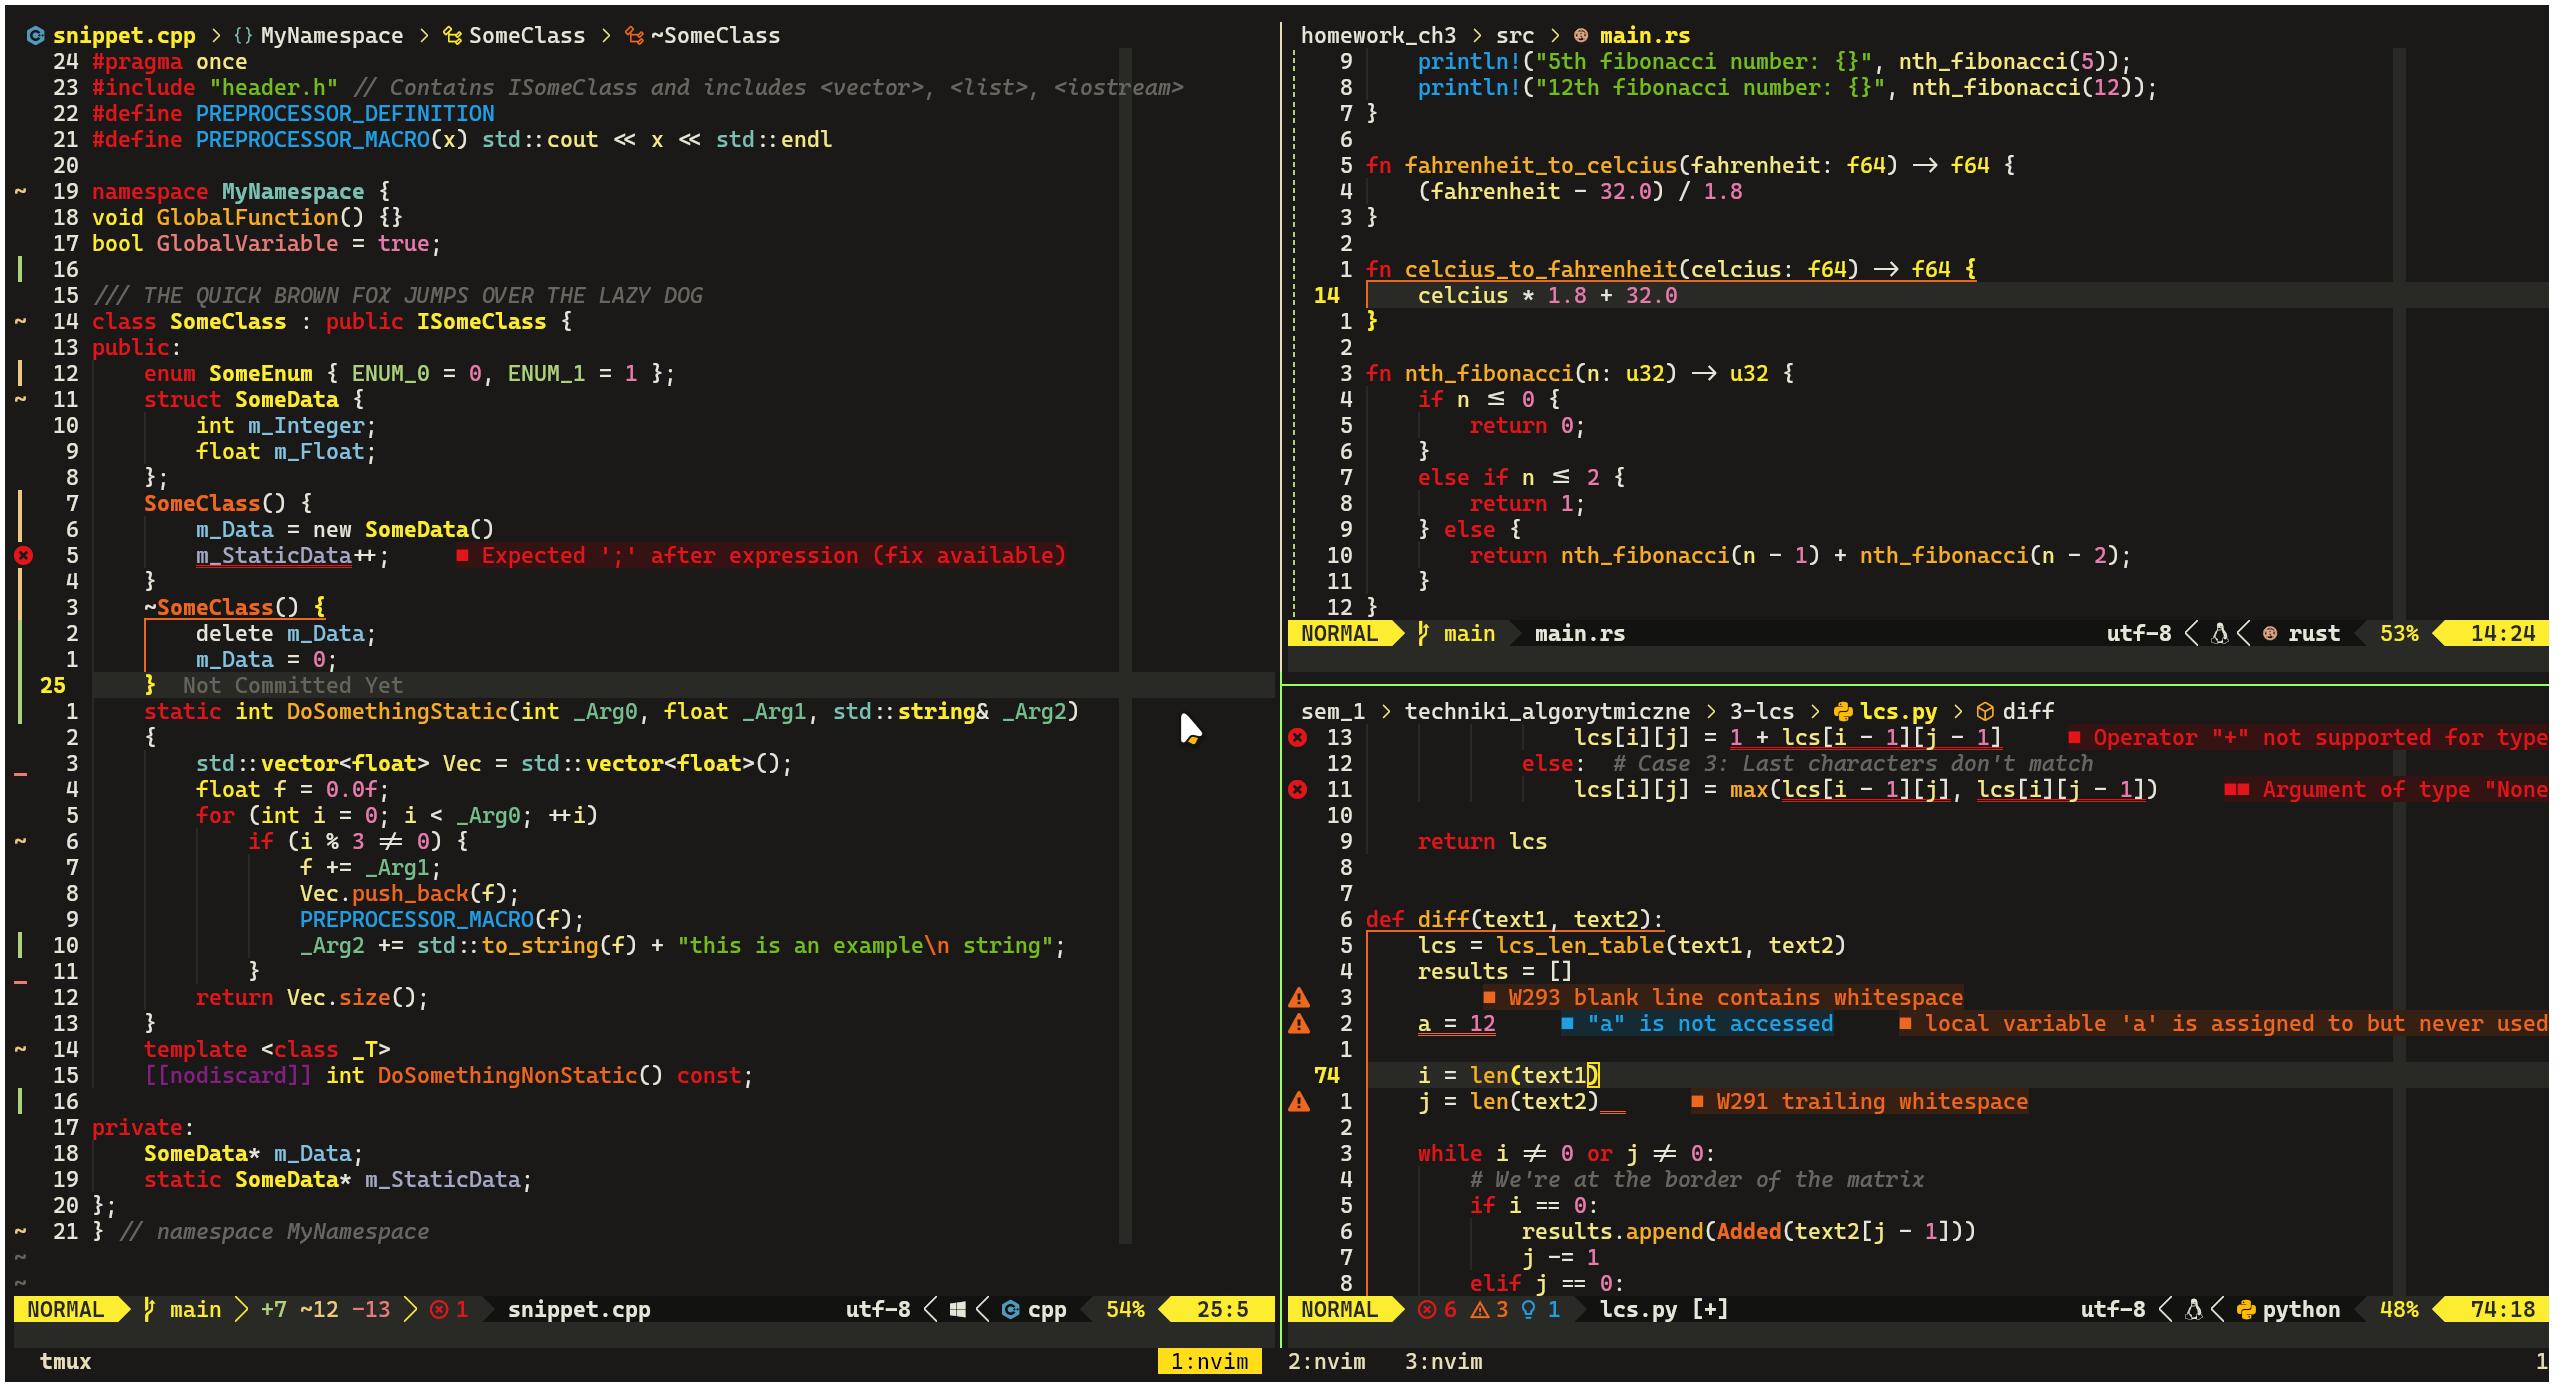 snippet.cpp > {} MyNamespace > SomeClass > ~SomeClass
24 #pragma once
23 #include "header.h" // Contains ISomeClass and includes <vector>, <list>, <iostream>
22 #define PREPROCESSOR_DEFINITION
21 #define PREPROCESSOR_MACRO(x) std::cout << x << std::endl
20
~ 19 namespace MyNamespace {
18 void GlobalFunction() {}
17 bool GlobalVariable = true;
16
15 /// THE QUICK BROWN FOX JUMPS OVER THE LAZY DOG
~ 14 class SomeClass : public ISomeClass {
13 public:
12     enum SomeEnum { ENUM_0 = 0, ENUM_1 = 1 };
~ 11     struct SomeData {
10         int m_Integer;
9         float m_Float;
8     };
7     SomeClass() {
6         m_Data = new SomeData()
5         m_StaticData++;     ■ Expected ';' after expression (fix available)
4     }
3     ~SomeClass() {
2         delete m_Data;
1         m_Data = 0;
25     }  Not Committed Yet
1     static int DoSomethingStatic(int _Arg0, float _Arg1, std::string& _Arg2)
2     {
3         std::vector<float> Vec = std::vector<float>();
4         float f = 0.0f;
5         for (int i = 0; i < _Arg0; ++i)
~ 6             if (i % 3 != 0) {
7                 f += _Arg1;
8                 Vec.push_back(f);
9                 PREPROCESSOR_MACRO(f);
10                 _Arg2 += std::to_string(f) + "this is an example\n string";
11             }
12         return Vec.size();
13     }
~ 14     template <class _T>
15     [[nodiscard]] int DoSomethingNonStatic() const;
16
17 private:
18     SomeData* m_Data;
19     static SomeData* m_StaticData;
20 };
~ 21 } // namespace MyNamespace
~
~
NORMAL main > +7 ~12 -13 > 1 snippet.cpp utf-8 < < cpp 54% 25:5
homework_ch3 > src > main.rs
9     println!("5th fibonacci number: {}", nth_fibonacci(5));
8     println!("12th fibonacci number: {}", nth_fibonacci(12));
7 }
6
5 fn fahrenheit_to_celcius(fahrenheit: f64) -> f64 {
4     (fahrenheit - 32.0) / 1.8
3 }
2
1 fn celcius_to_fahrenheit(celcius: f64) -> f64 {
14     celcius * 1.8 + 32.0
1 }
2
3 fn nth_fibonacci(n: u32) -> u32 {
4     if n <= 0 {
5         return 0;
6     }
7     else if n <= 2 {
8         return 1;
9     } else {
10         return nth_fibonacci(n - 1) + nth_fibonacci(n - 2);
11     }
12 }
NORMAL main main.rs utf-8 < < rust 53% 14:24
sem_1 > techniki_algorytmiczne > 3-lcs > lcs.py > diff
13                 lcs[i][j] = 1 + lcs[i - 1][j - 1]     ■ Operator "+" not supported for type
12             else:  # Case 3: Last characters don't match
11                 lcs[i][j] = max(lcs[i - 1][j], lcs[i][j - 1])     ■■ Argument of type "None
10
9     return lcs
8
7
6 def diff(text1, text2):
5     lcs = lcs_len_table(text1, text2)
4     results = []
3          ■ W293 blank line contains whitespace
2     a = 12     ■ "a" is not accessed     ■ local variable 'a' is assigned to but never used
1
74     i = len(text1)
1     j = len(text2)     ■ W291 trailing whitespace
2
3     while i != 0 or j != 0:
4         # We're at the border of the matrix
5         if i == 0:
6             results.append(Added(text2[j - 1]))
7             j -= 1
8         elif j == 0:
NORMAL 6 3 1 lcs.py [+] utf-8 < < python 48% 74:18
tmux 1:nvim 2:nvim 3:nvim 1